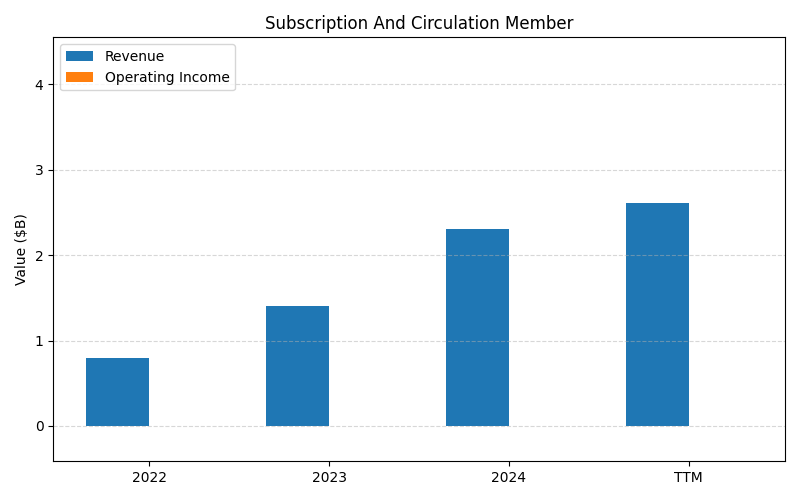 Subscription And Circulation Member
Revenue
Operating Income
Value ($B)
4
3
2
1
0
2022
2023
2024
TTM